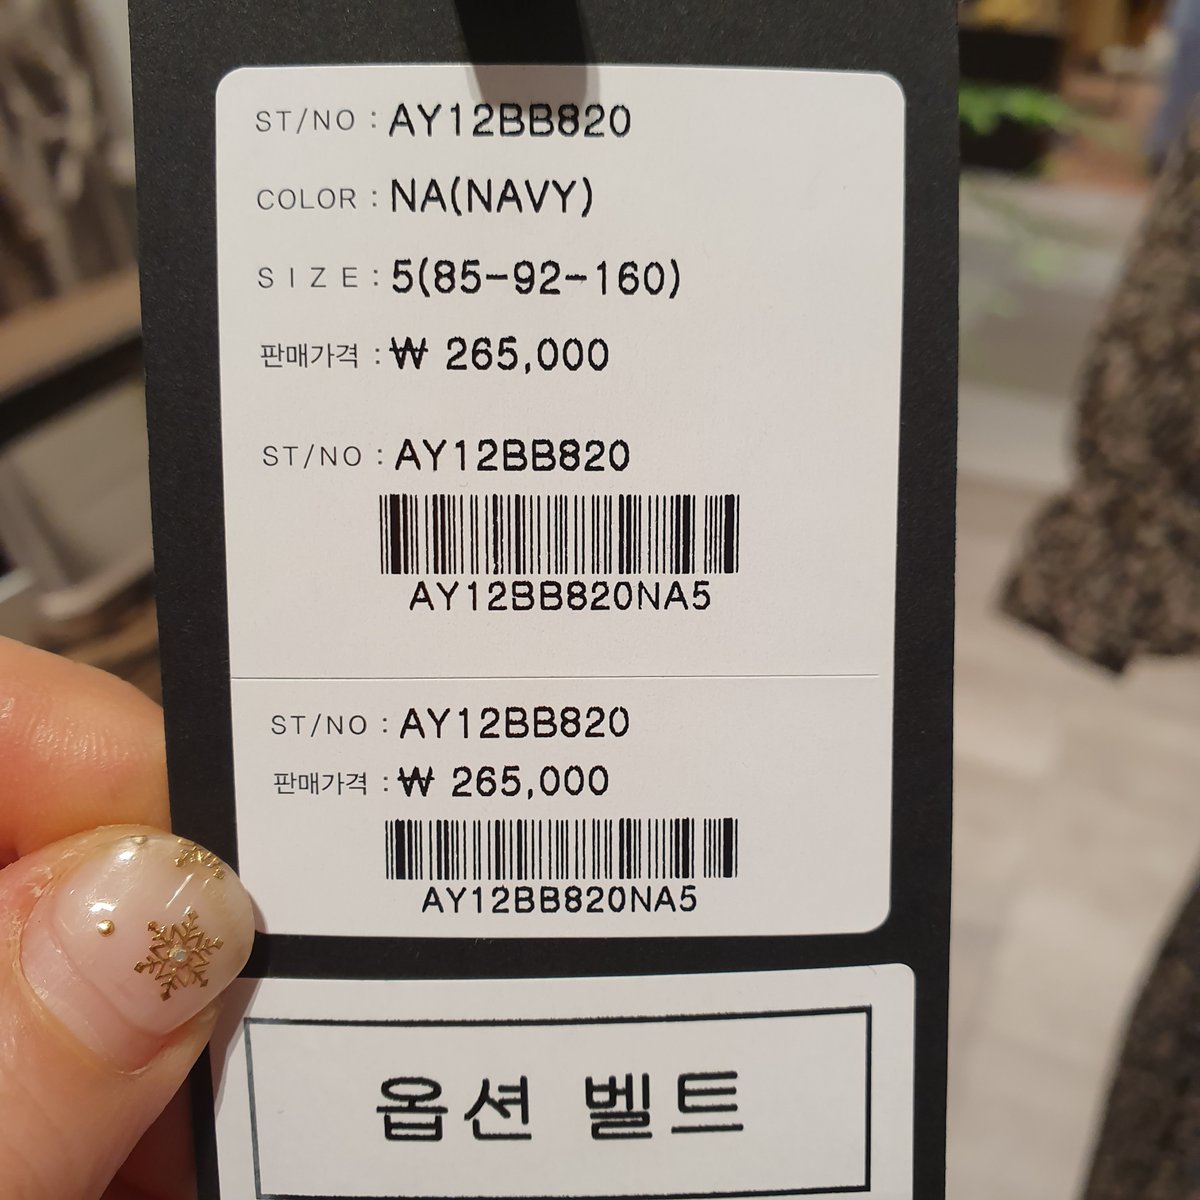 ST/NO : AY12BB820
COLOR : NA(NAVY)
SIZE : 5(85-92-160)
판매가격 : ₩ 265,000
ST/NO : AY12BB820
AY12BB820NA5
ST/NO : AY12BB820
판매가격 : ₩ 265,000
AY12BB820NA5
옵션 벨트